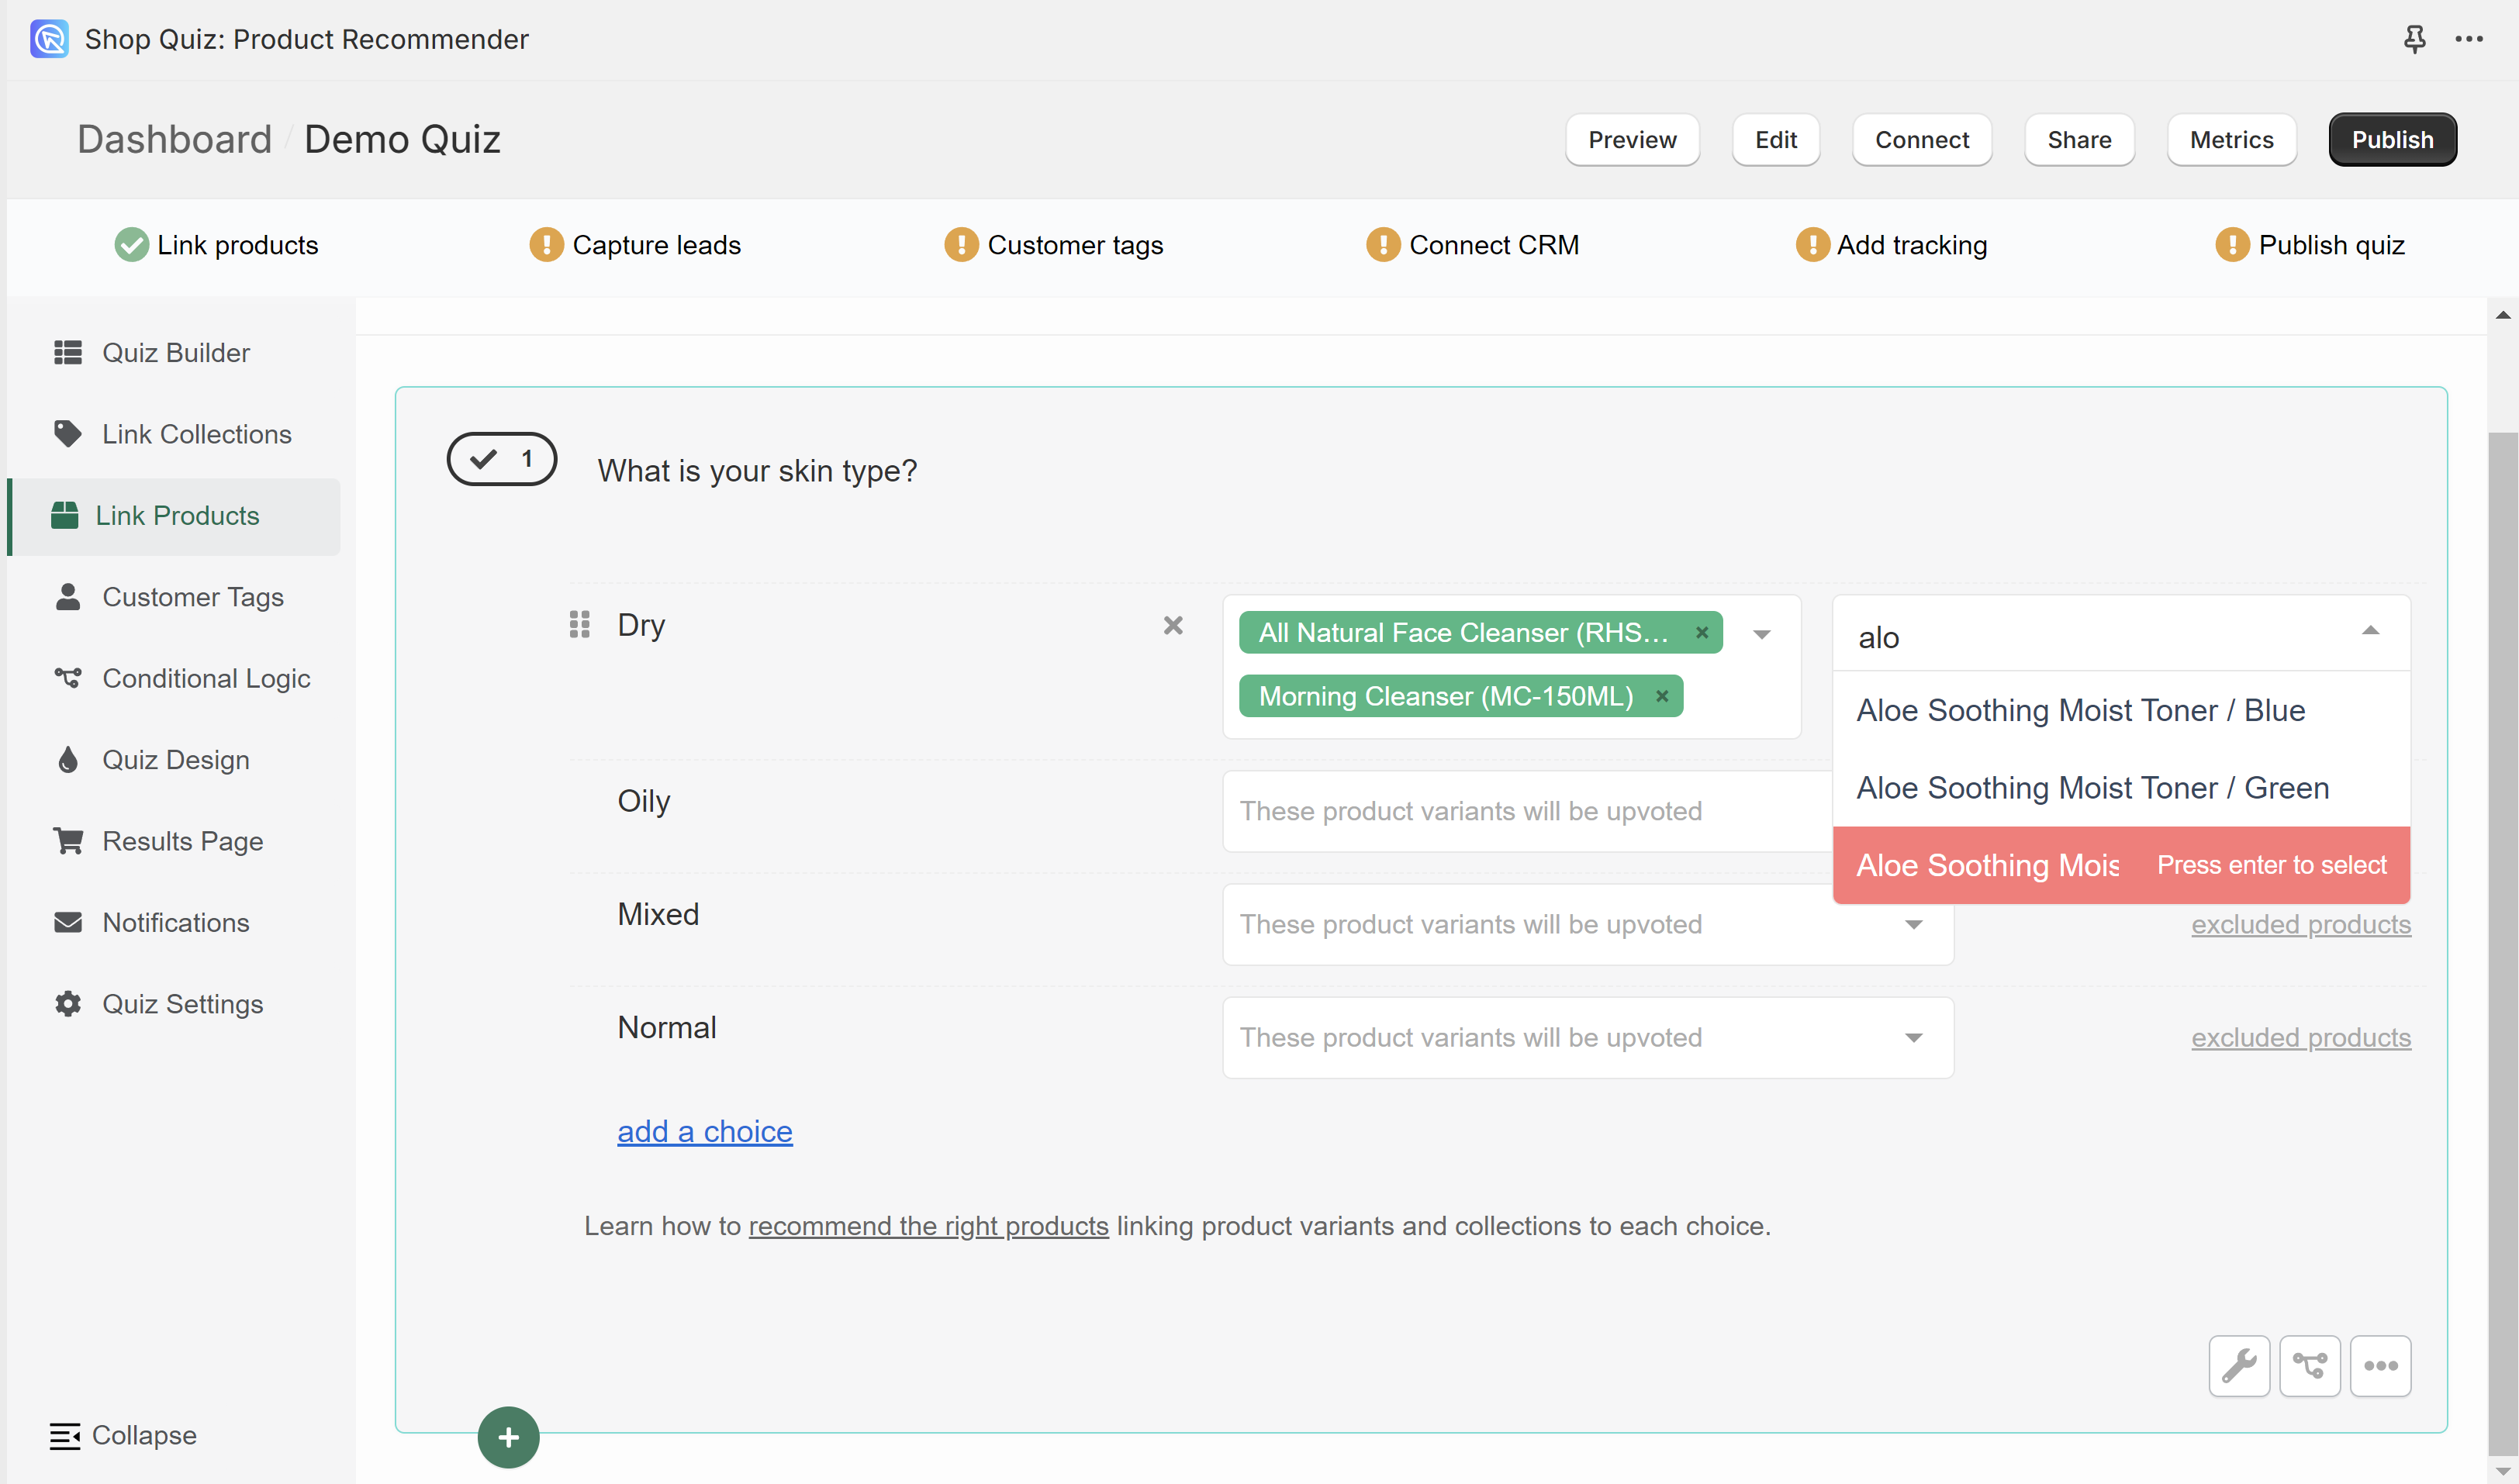 Shop Quiz: Product Recommender
Dashboard / Demo Quiz
Preview
Edit
Connect
Share
Metrics
Publish
Link products
Capture leads
Customer tags
Connect CRM
Add tracking
Publish quiz
Quiz Builder
Link Collections
Link Products
Customer Tags
Conditional Logic
Quiz Design
Results Page
Notifications
Quiz Settings
Collapse
1
What is your skin type?
Dry
All Natural Face Cleanser (RHS...
Morning Cleanser (MC-150ML)
alo
Aloe Soothing Moist Toner / Blue
Aloe Soothing Moist Toner / Green
Aloe Soothing Mois Press enter to select
Oily
These product variants will be upvoted
Mixed
These product variants will be upvoted
excluded products
Normal
These product variants will be upvoted
excluded products
add a choice
Learn how to recommend the right products linking product variants and collections to each choice.